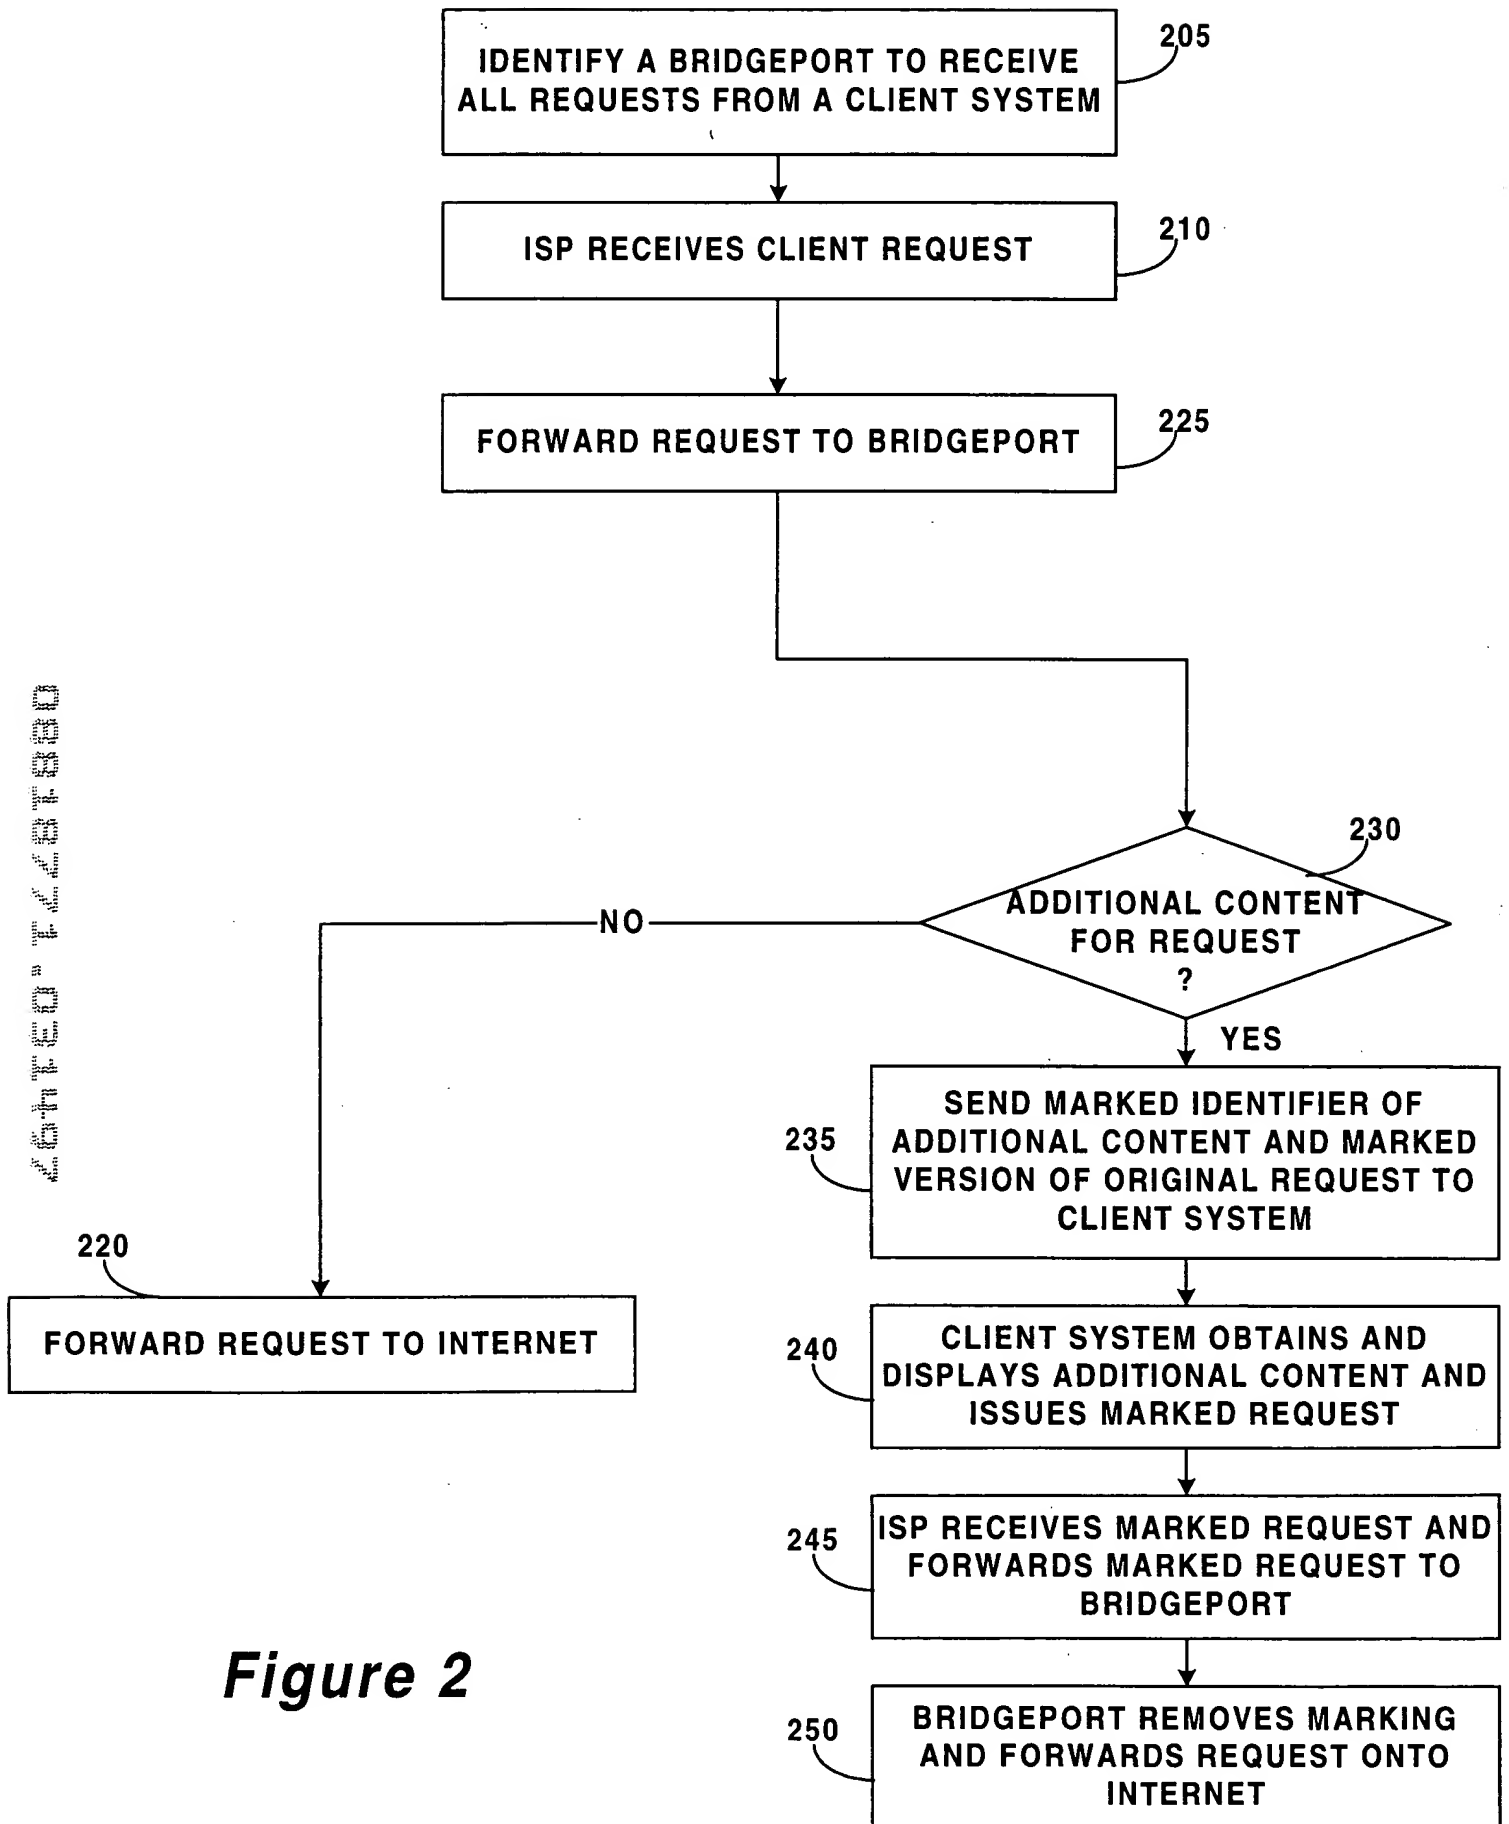 IDENTIFY A BRIDGEPORT TO RECEIVE
ALL REQUESTS FROM A CLIENT SYSTEM
205
ISP RECEIVES CLIENT REQUEST
210
FORWARD REQUEST TO BRIDGEPORT
225
230
ADDITIONAL CONTENT
FOR REQUEST
?
NO
YES
SEND MARKED IDENTIFIER OF
ADDITIONAL CONTENT AND MARKED
VERSION OF ORIGINAL REQUEST TO
CLIENT SYSTEM
235
220
FORWARD REQUEST TO INTERNET
CLIENT SYSTEM OBTAINS AND
DISPLAYS ADDITIONAL CONTENT AND
ISSUES MARKED REQUEST
240
ISP RECEIVES MARKED REQUEST AND
FORWARDS MARKED REQUEST TO
BRIDGEPORT
245
BRIDGEPORT REMOVES MARKING
AND FORWARDS REQUEST ONTO
INTERNET
250
Figure 2